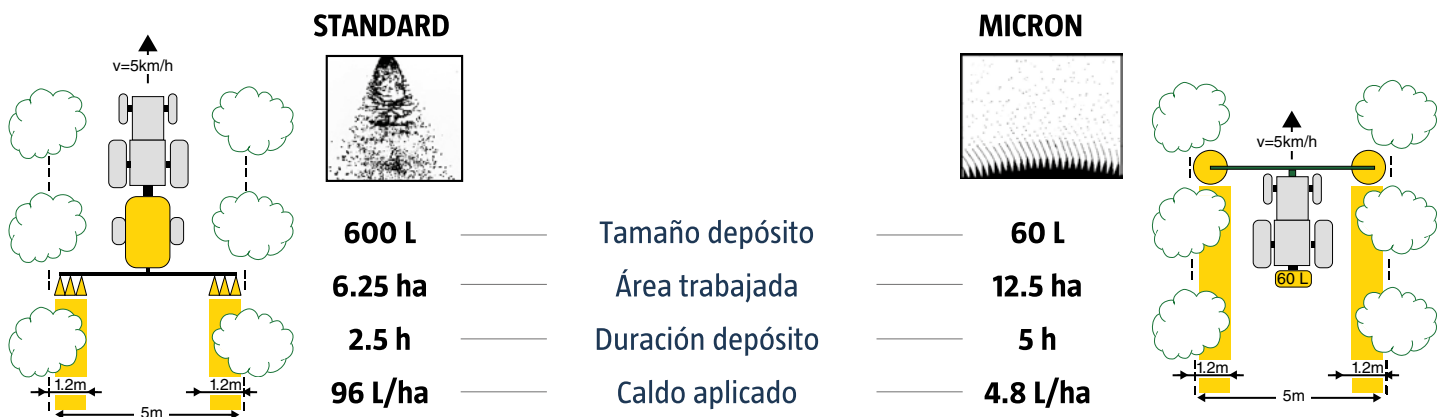 STANDARD
MICRON
v=5km/h
v=5km/h
600 L Tamaño depósito 60 L
6.25 ha Área trabajada 12.5 ha
2.5 h Duración depósito 5 h
96 L/ha Caldo aplicado 4.8 L/ha
60 L
1.2m 1.2m
5m
1.2m 1.2m
5m